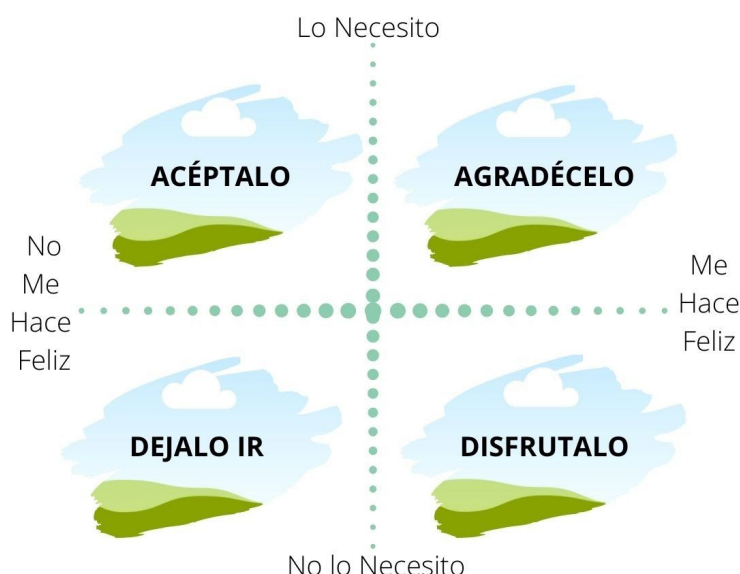 Lo Necesito
ACÉPTALO
AGRADÉCELO
No
Me
Hace
Feliz
Me
Hace
Feliz
DEJALO IR
DISFRUTALO
No lo Necesito